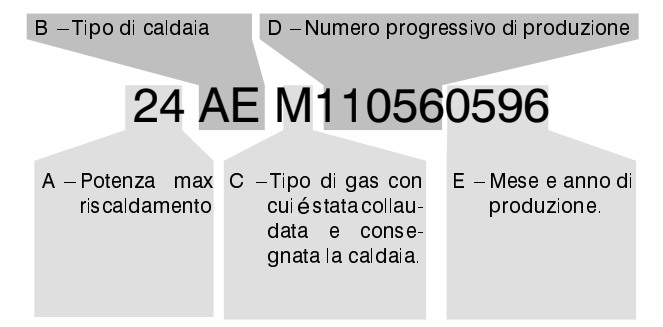 B – Tipo di caldaia
D – Numero progressivo di produzione
24 AE M110560596
A – Potenza max
riscaldamento
C – Tipo di gas con
cui é stata collau-
data e conse-
gnata la caldaia.
E – Mese e anno di
produzione.